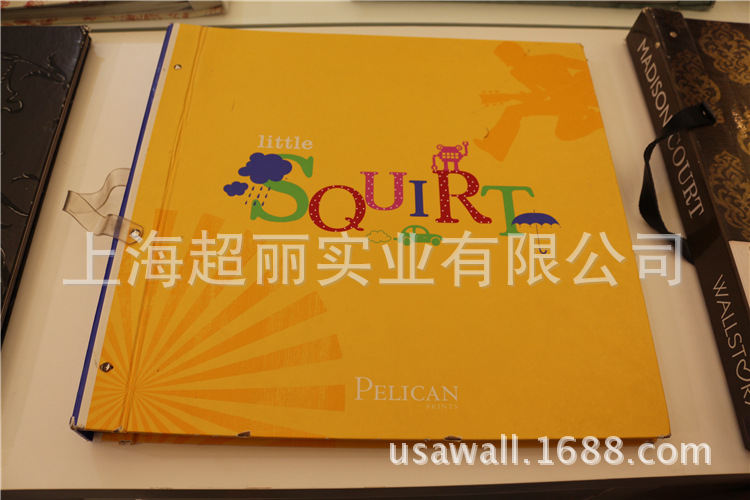 little
SQUIRT
上海超丽实业有限公司
PELICAN
PRINTS
MADISON COURT
WALLSTORY
usawall.1688.com